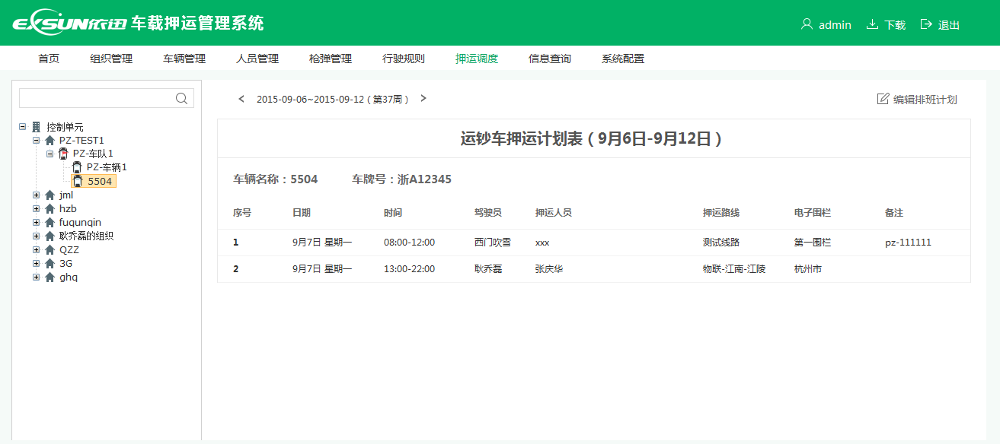 EXSUN依迅 车载押运管理系统
admin 下载 退出
首页 组织管理 车辆管理 人员管理 枪弹管理 行驶规则 押运调度 信息查询 系统配置
控制单元
PZ-TEST1
PZ-车队1
PZ-车辆1
5504
jml
hzb
fuqunqin
耿乔磊的组织
QZZ
3G
ghq
< 2015-09-06~2015-09-12（第37周） >
编辑排班计划
运钞车押运计划表（9月6日-9月12日）
车辆名称：5504 车牌号：浙A12345
序号 日期 时间 驾驶员 押运人员 押运路线 电子围栏 备注
1 9月7日 星期一 08:00-12:00 西门吹雪 xxx 测试线路 第一围栏 pz-111111
2 9月7日 星期一 13:00-22:00 耿乔磊 张庆华 物联-江南-江陵 杭州市